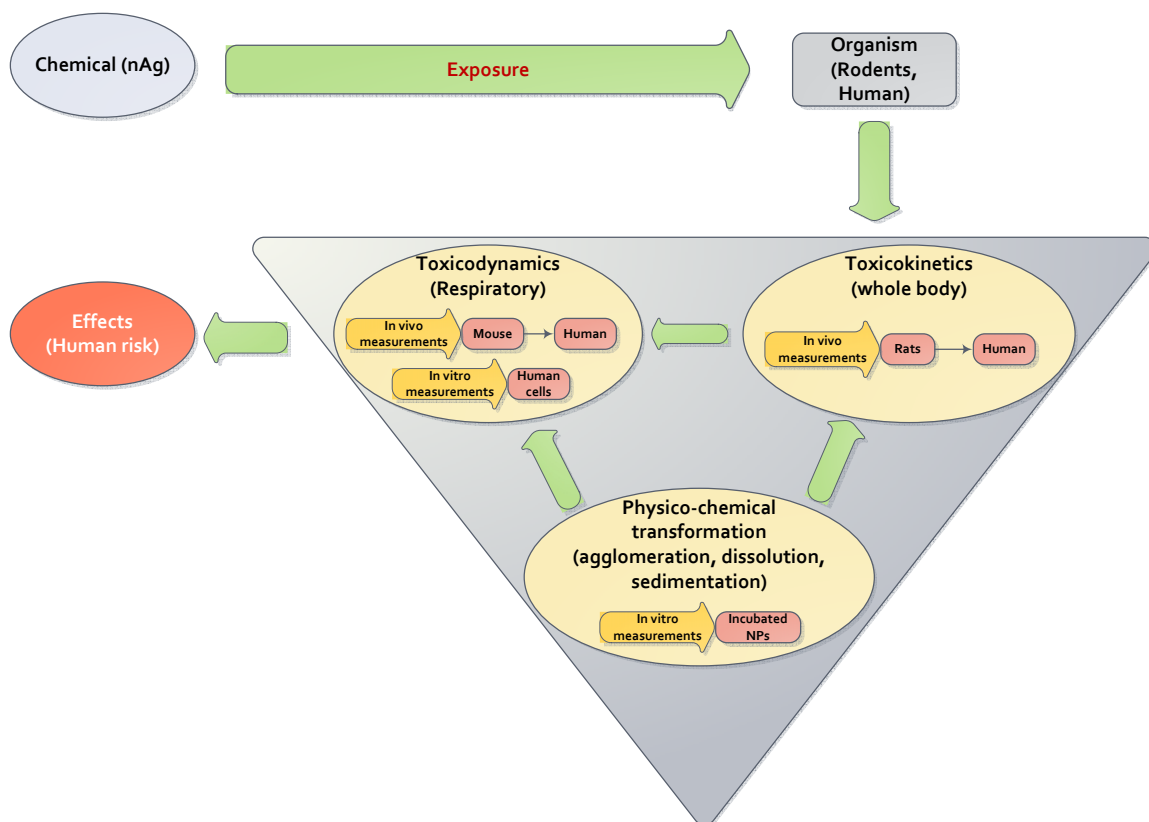 Chemical (nAg)
Exposure
Organism
(Rodents,
Human)
Toxicodynamics
(Respiratory)
In vivo
measurements
Mouse
Human
In vitro
measurements
Human
cells
Toxicokinetics
(whole body)
In vivo
measurements
Rats
Human
Effects
(Human risk)
Physico-chemical
transformation
(agglomeration, dissolution,
sedimentation)
In vitro
measurements
Incubated
NPs